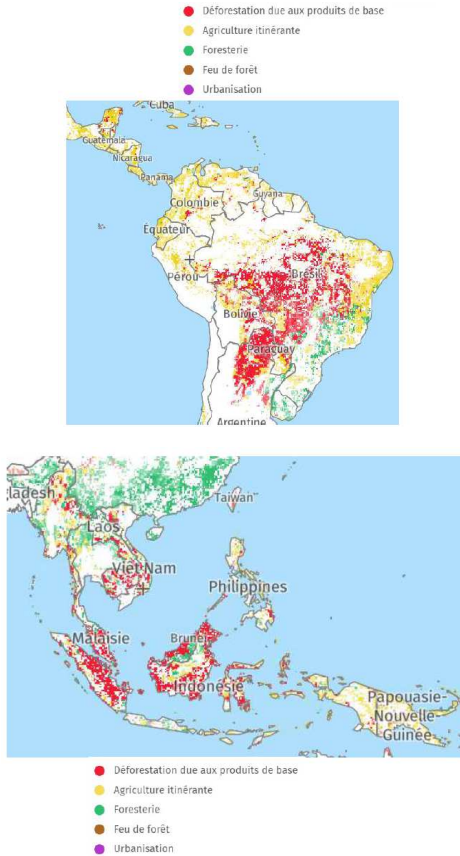 Déforestation due aux produits de base
Agriculture itinérante
Foresterie
Feu de forêt
Urbanisation
Cuba
Guatemala
Nicaragua
Panama
Guyana
Colombie
Équateur
Pérou
Brésil
Bolivie
Paraguay
Argentine
ladesh
Taiwan
Laos
Viêt Nam
Philippines
Malaisie
Brunei
Indonésie
Papouasie-
Nouvelle-
Guinée
Déforestation due aux produits de base
Agriculture itinérante
Foresterie
Feu de forêt
Urbanisation